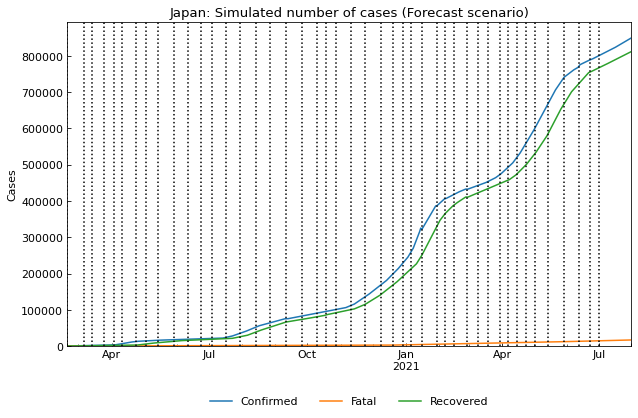 Japan: Simulated number of cases (Forecast scenario)
Cases
800000
700000
600000
500000
400000
300000
200000
100000
0
Apr Jul Oct Jan Apr Jul
2021
Confirmed Fatal Recovered